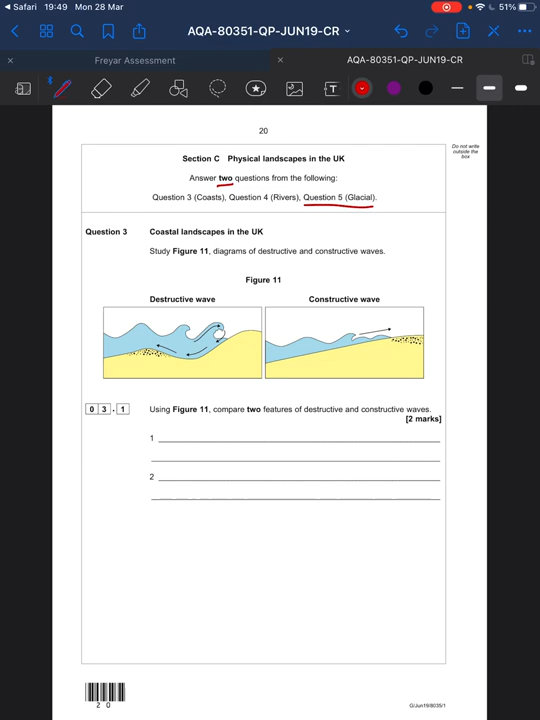 Safari 19:49 Mon 28 Mar 51%
AQA-80351-QP-JUN19-CR
Freyar Assessment
AQA-80351-QP-JUN19-CR
20
Do not write
outside the
box
Section C Physical landscapes in the UK
Answer two questions from the following:
Question 3 (Coasts), Question 4 (Rivers), Question 5 (Glacial).
Question 3 Coastal landscapes in the UK
Study Figure 11, diagrams of destructive and constructive waves.
Figure 11
Destructive wave Constructive wave
0 3 . 1 Using Figure 11, compare two features of destructive and constructive waves.
[2 marks]
1
2
2 0
G/Jun19/8035/1